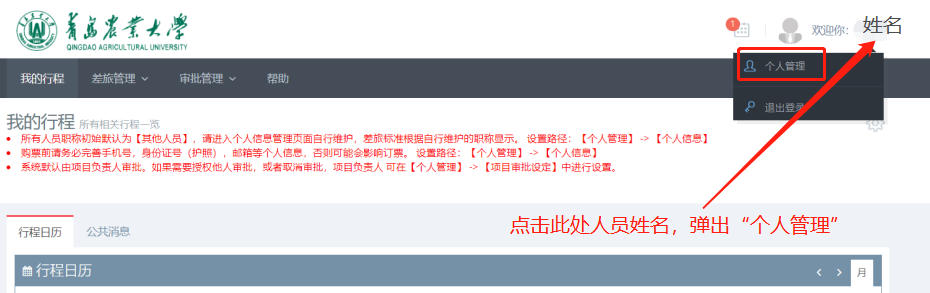 青岛农业大学
QINGDAO AGRICULTURAL UNIVERSITY
1
欢迎你：
姓名
我的行程
差旅管理
审批管理
帮助
个人管理
退出登录
我的行程 所有相关行程一览
所有人员职称初始默认为【其他人员】，请进入个人信息管理页面自行维护，差旅标准根据自行维护的职称显示。 设置路径：【个人管理】 -> 【个人信息】
购票前请务必完善手机号，身份证号（护照），邮箱等个人信息，否则可能会影响订票。 设置路径：【个人管理】 -> 【个人信息】
系统默认由项目负责人审批。如果需要授权他人审批，或者取消审批，项目负责人 可在【个人管理】 -> 【项目审批设定】中进行设置。
点击此处人员姓名，弹出“个人管理”
行程日历
公共消息
行程日历
月